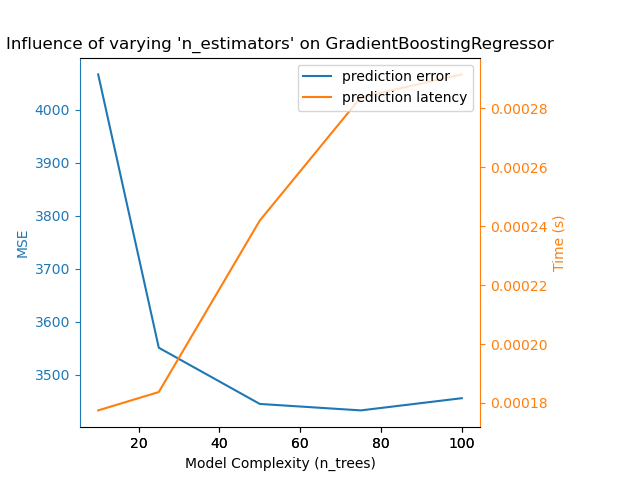 Influence of varying 'n_estimators' on GradientBoostingRegressor
prediction error
prediction latency
4000
3900
3800
3700
3600
3500
MSE
0.00028
0.00026
0.00024
0.00022
0.00020
0.00018
Time (s)
20 40 60 80 100
Model Complexity (n_trees)